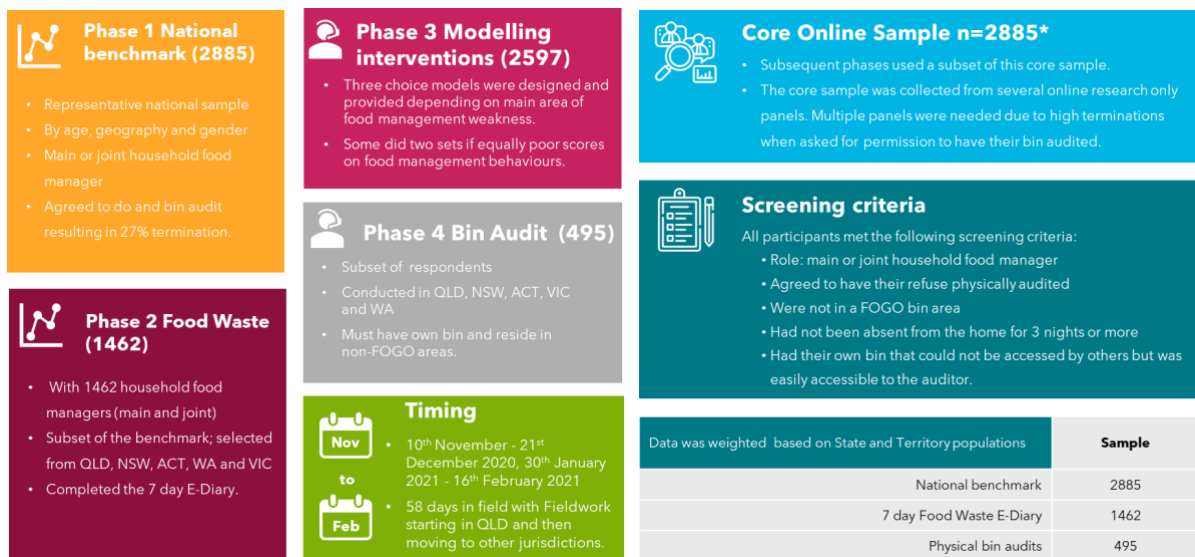 Phase 1 National
benchmark (2885)
• Representative national sample
• By age, geography and gender
• Main or joint household food
manager
• Agreed to do and bin audit
resulting in 27% termination.
Phase 2 Food Waste
(1462)
• With 1462 household food
managers (main and joint)
• Subset of the benchmark; selected
from QLD, NSW, ACT, WA and VIC
• Completed the 7 day E-Diary.
Phase 3 Modelling
interventions (2597)
• Three choice models were designed and
provided depending on main area of
food management weakness.
• Some did two sets if equally poor scores
on food management behaviours.
Phase 4 Bin Audit (495)
• Subset of respondents
• Conducted in QLD, NSW, ACT, VIC
and WA
• Must have own bin and reside in
non-FOGO areas.
Timing
Nov
to
Feb
• 10th November - 21st
December 2020, 30th January
2021 - 16th February 2021
• 58 days in field with Fieldwork
starting in QLD and then
moving to other jurisdictions.
Core Online Sample n=2885*
• Subsequent phases used a subset of this core sample.
• The core sample was collected from several online research only
panels. Multiple panels were needed due to high terminations
when asked for permission to have their bin audited.
Screening criteria
All participants met the following screening criteria:
• Role: main or joint household food manager
• Agreed to have their refuse physically audited
• Were not in a FOGO bin area
• Had not been absent from the home for 3 nights or more
• Had their own bin that could not be accessed by others but was
easily accessible to the auditor.
Data was weighted based on State and Territory populations Sample
National benchmark 2885
7 day Food Waste E-Diary 1462
Physical bin audits 495